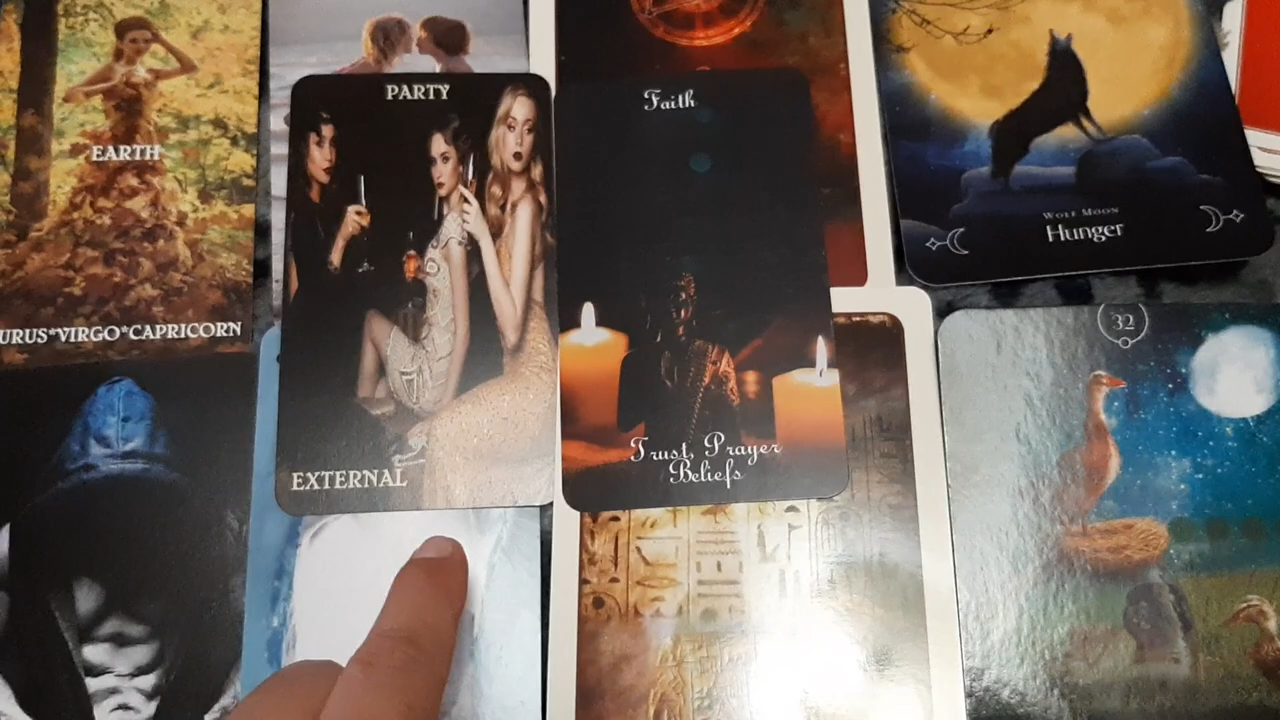 EARTH
URUS*VIRGO*CAPRICORN
PARTY
EXTERNAL
Faith
Trust, Prayer
Beliefs
WOLF MOON
Hunger
32